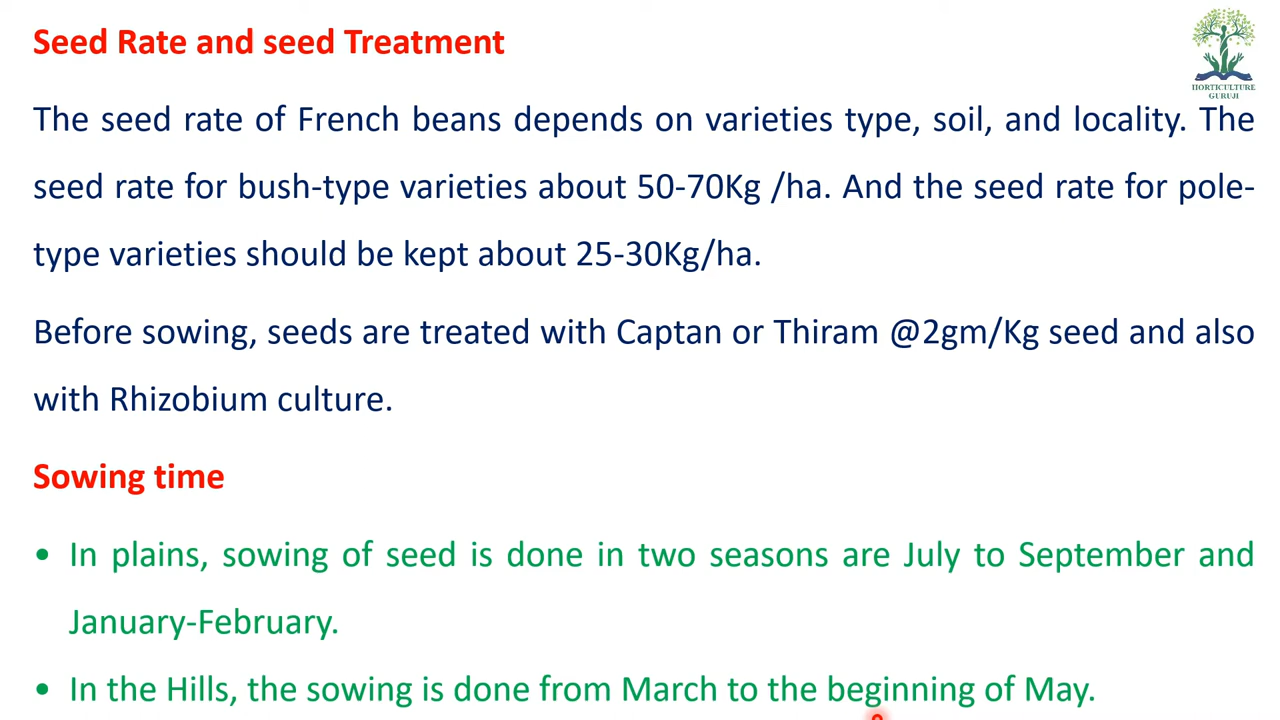 Seed Rate and seed Treatment
HORTICULTURE
GURUJI
The seed rate of French beans depends on varieties type, soil, and locality. The
seed rate for bush-type varieties about 50-70Kg /ha. And the seed rate for pole-
type varieties should be kept about 25-30Kg/ha.
Before sowing, seeds are treated with Captan or Thiram @2gm/Kg seed and also
with Rhizobium culture.
Sowing time
• In plains, sowing of seed is done in two seasons are July to September and
January-February.
• In the Hills, the sowing is done from March to the beginning of May.